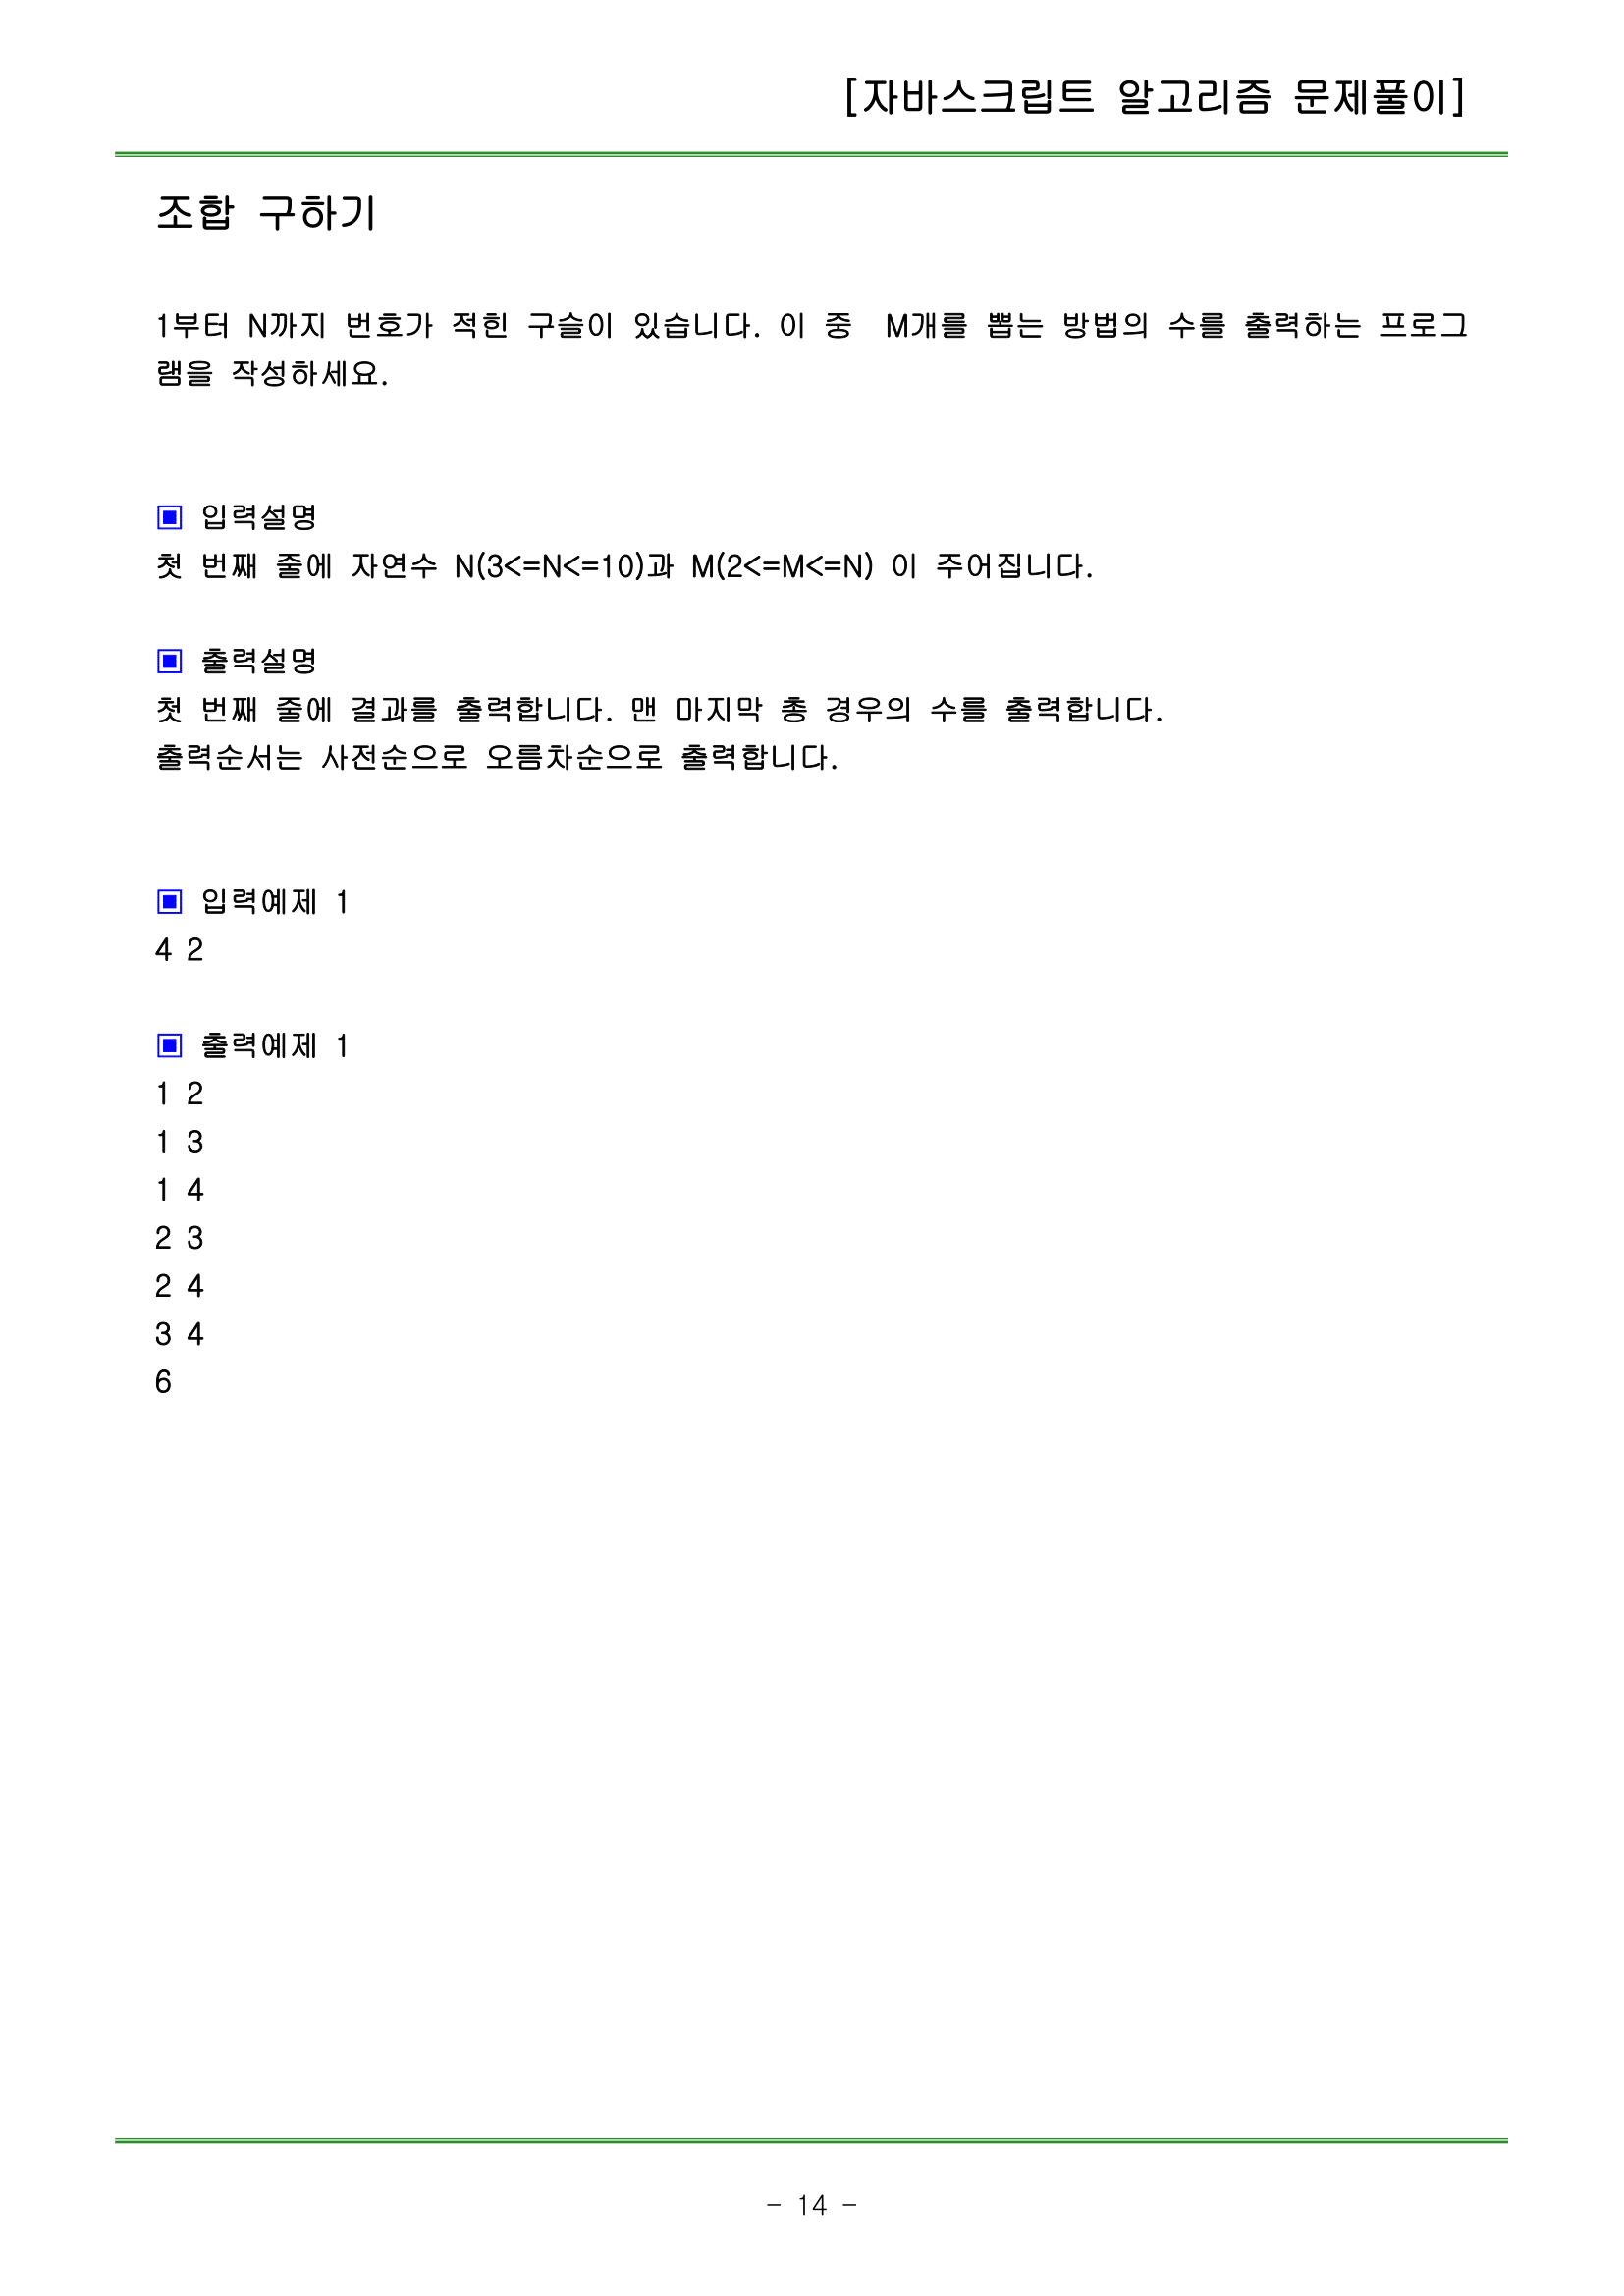 [자바스크립트 알고리즘 문제풀이]
조합 구하기
1부터 N까지 번호가 적힌 구슬이 있습니다. 이 중  M개를 뽑는 방법의 수를 출력하는 프로그
램을 작성하세요.
▣ 입력설명
첫 번째 줄에 자연수 N(3<=N<=10)과 M(2<=M<=N) 이 주어집니다.
▣ 출력설명
첫 번째 줄에 결과를 출력합니다. 맨 마지막 총 경우의 수를 출력합니다.
출력순서는 사전순으로 오름차순으로 출력합니다.
▣ 입력예제 1
4 2
▣ 출력예제 1
1 2
1 3
1 4
2 3
2 4
3 4
6
- 14 -